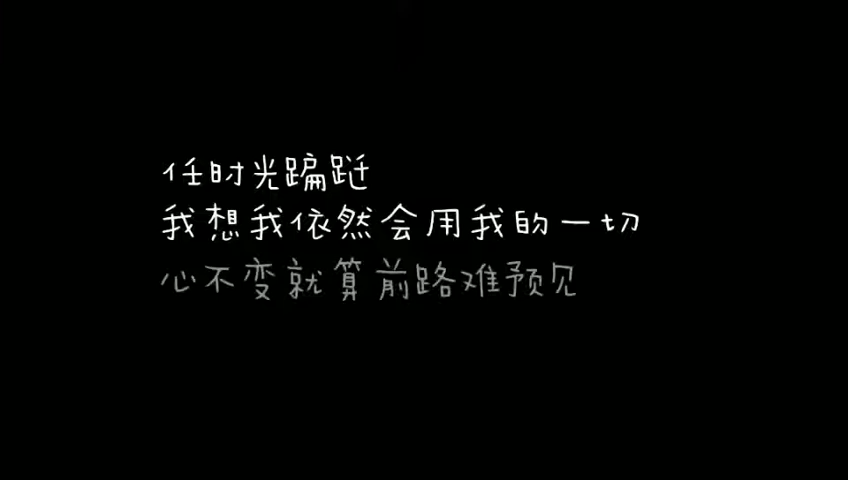 任时光蹁跹
我想我依然会用我的一切
心不变就算前路难预见